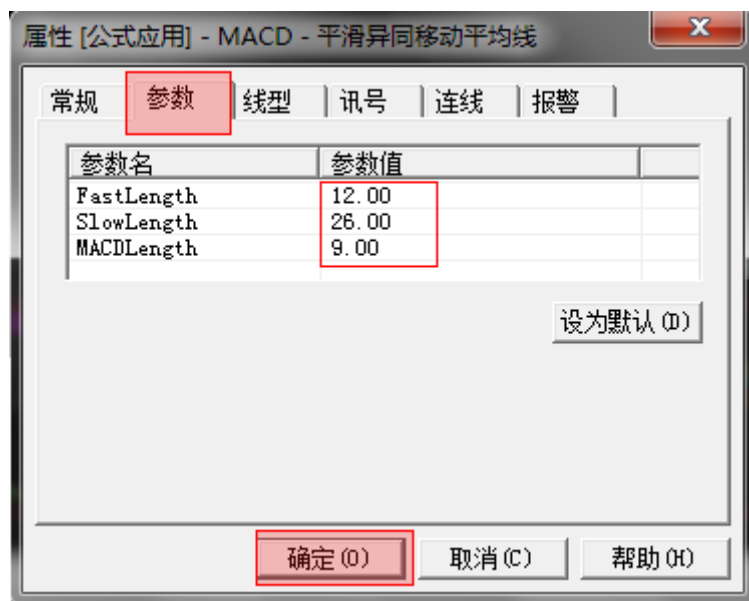 属性 [公式应用] - MACD - 平滑异同移动平均线
常规 参数 线型 讯号 连线 报警
参数名 参数值
FastLength 12.00
SlowLength 26.00
MACDLength 9.00
设为默认(D)
确定(O) 取消(C) 帮助(H)